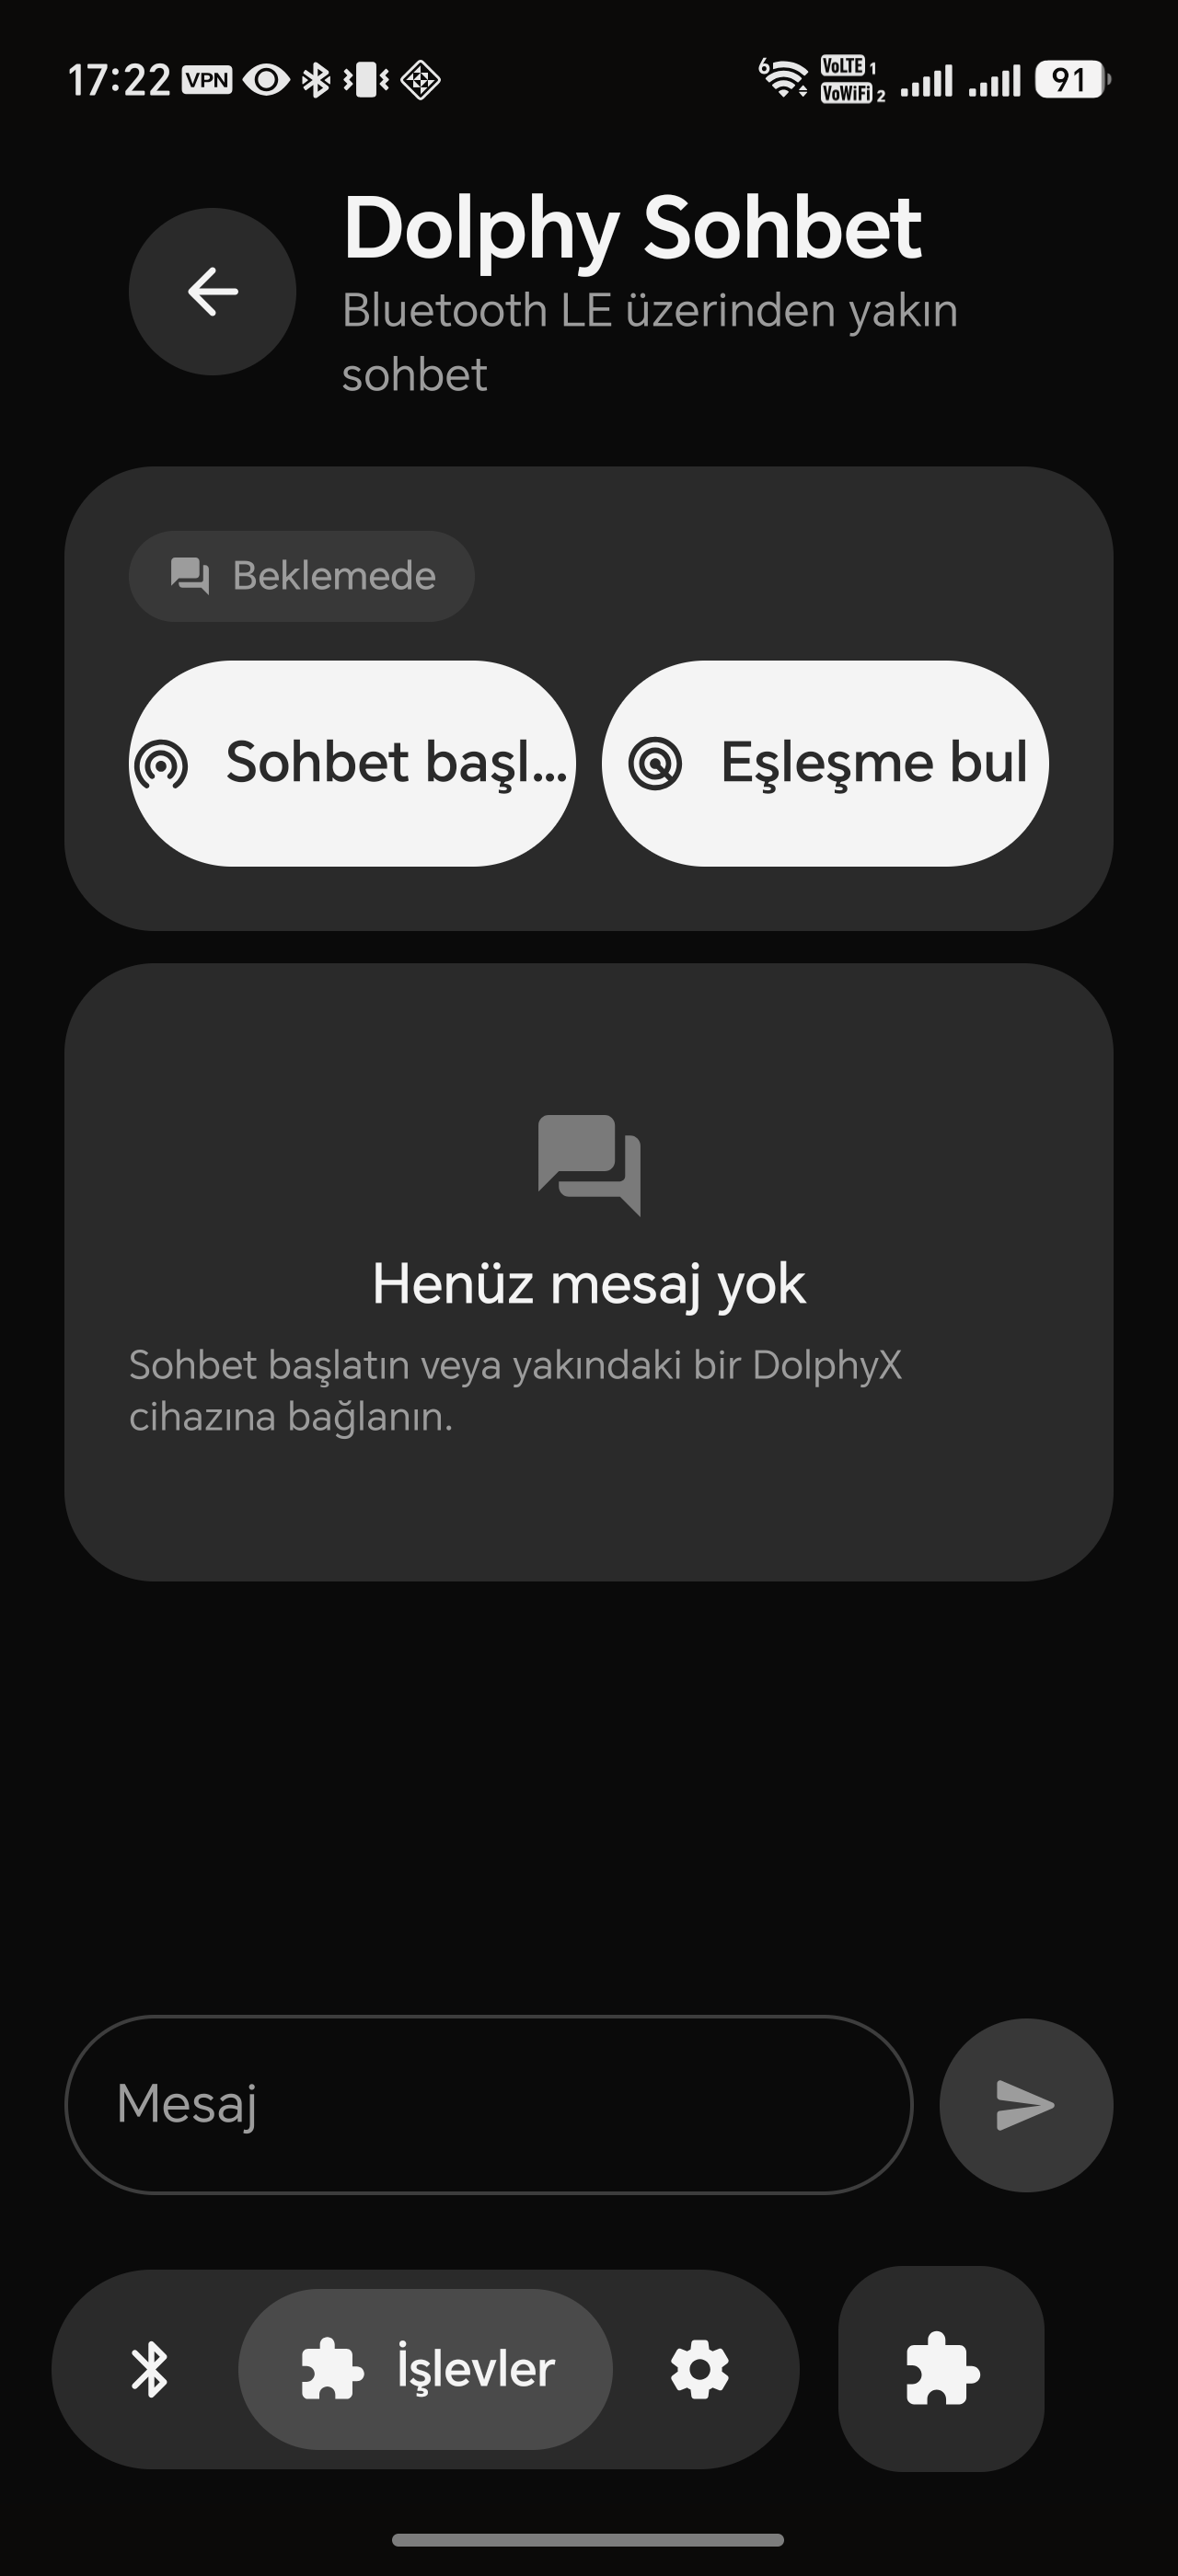 17:22 VPN
6 VoLTE 1 VoWiFi 2 91
Dolphy Sohbet
Bluetooth LE üzerinden yakın
sohbet
Beklemede
Sohbet başl...
Eşleşme bul
Henüz mesaj yok
Sohbet başlatın veya yakındaki bir DolphyX
cihazına bağlanın.
Mesaj
İşlevler